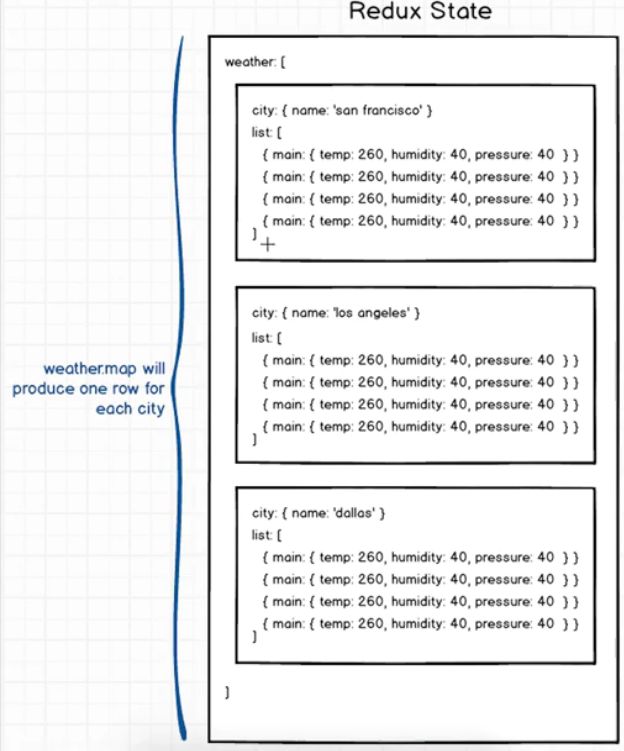 Redux State
weather: [
city: { name: 'san francisco' }
list: [
{ main: { temp: 260, humidity: 40, pressure: 40 } }
{ main: { temp: 260, humidity: 40, pressure: 40 } }
{ main: { temp: 260, humidity: 40, pressure: 40 } }
{ main: { temp: 260, humidity: 40, pressure: 40 } }
]
city: { name: 'los angeles' }
list: [
{ main: { temp: 260, humidity: 40, pressure: 40 } }
{ main: { temp: 260, humidity: 40, pressure: 40 } }
{ main: { temp: 260, humidity: 40, pressure: 40 } }
{ main: { temp: 260, humidity: 40, pressure: 40 } }
]
city: { name: 'dallas' }
list: [
{ main: { temp: 260, humidity: 40, pressure: 40 } }
{ main: { temp: 260, humidity: 40, pressure: 40 } }
{ main: { temp: 260, humidity: 40, pressure: 40 } }
{ main: { temp: 260, humidity: 40, pressure: 40 } }
]
]
weather.map will
produce one row for
each city